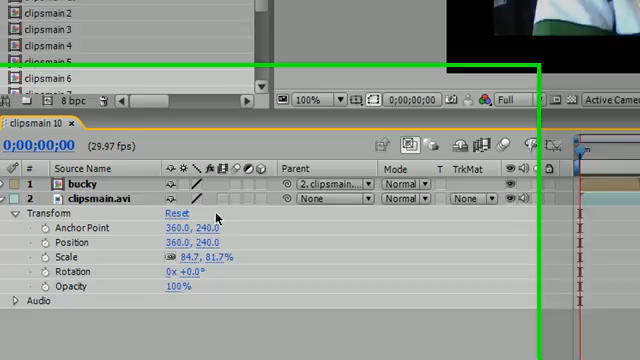 clipsmain 2
clipsmain 3
clipsmain 4
clipsmain 5
clipsmain 6
8 bpc
100%
0;00;00;00
Full
Active Camera
clipsmain 10
0;00;00;00
(29.97 fps)
# Source Name Parent Mode T TrkMat
1 bucky 2. clipsmain.... Normal
2 clipsmain.avi None Normal None
Transform Reset
Anchor Point 360.0, 240.0
Position 360.0, 240.0
Scale 84.7, 81.7%
Rotation 0x +0.0°
Opacity 100%
Audio